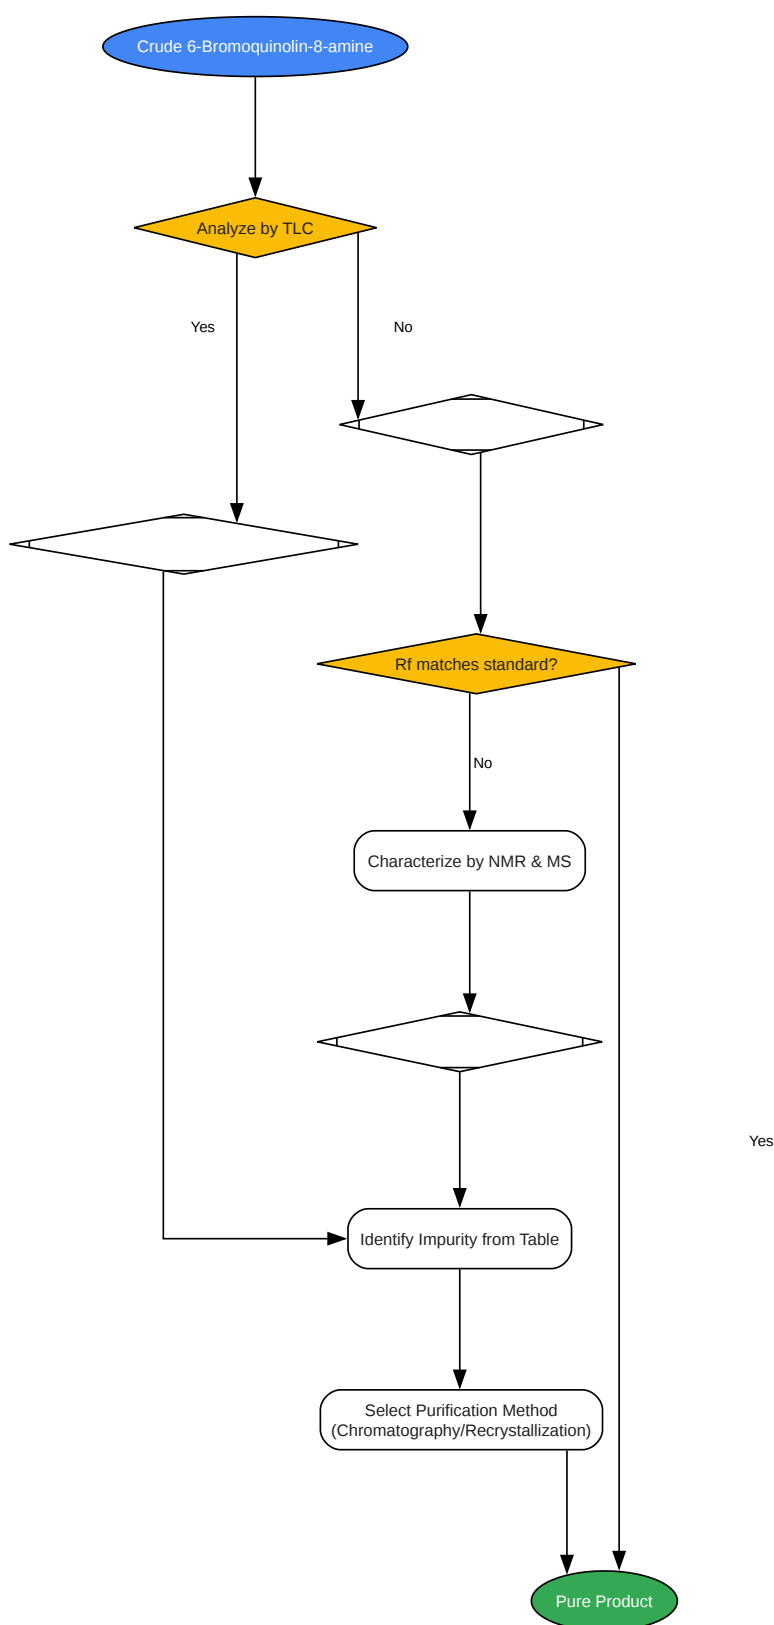 Crude 6-Bromoquinolin-8-amine
Analyze by TLC
Yes
No
Rf matches standard?
No
Characterize by NMR & MS
Yes
Identify Impurity from Table
Select Purification Method
(Chromatography/Recrystallization)
Pure Product